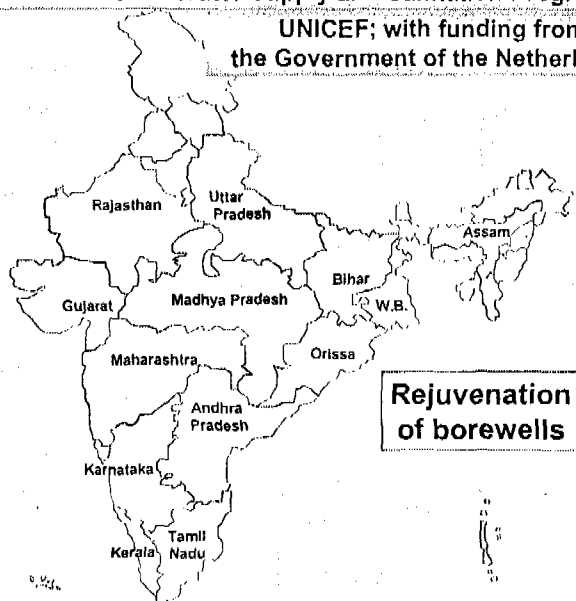 UNICEF; with funding from
the Government of the Netherl
Rajasthan
Uttar
Pradesh
Assam
Bihar
Gujarat
Madhya Pradesh
W.B.
Maharashtra
Orissa
Rejuvenation
of borewells
Andhra
Pradesh
Karnataka
Kerala
Tamil
Nadu